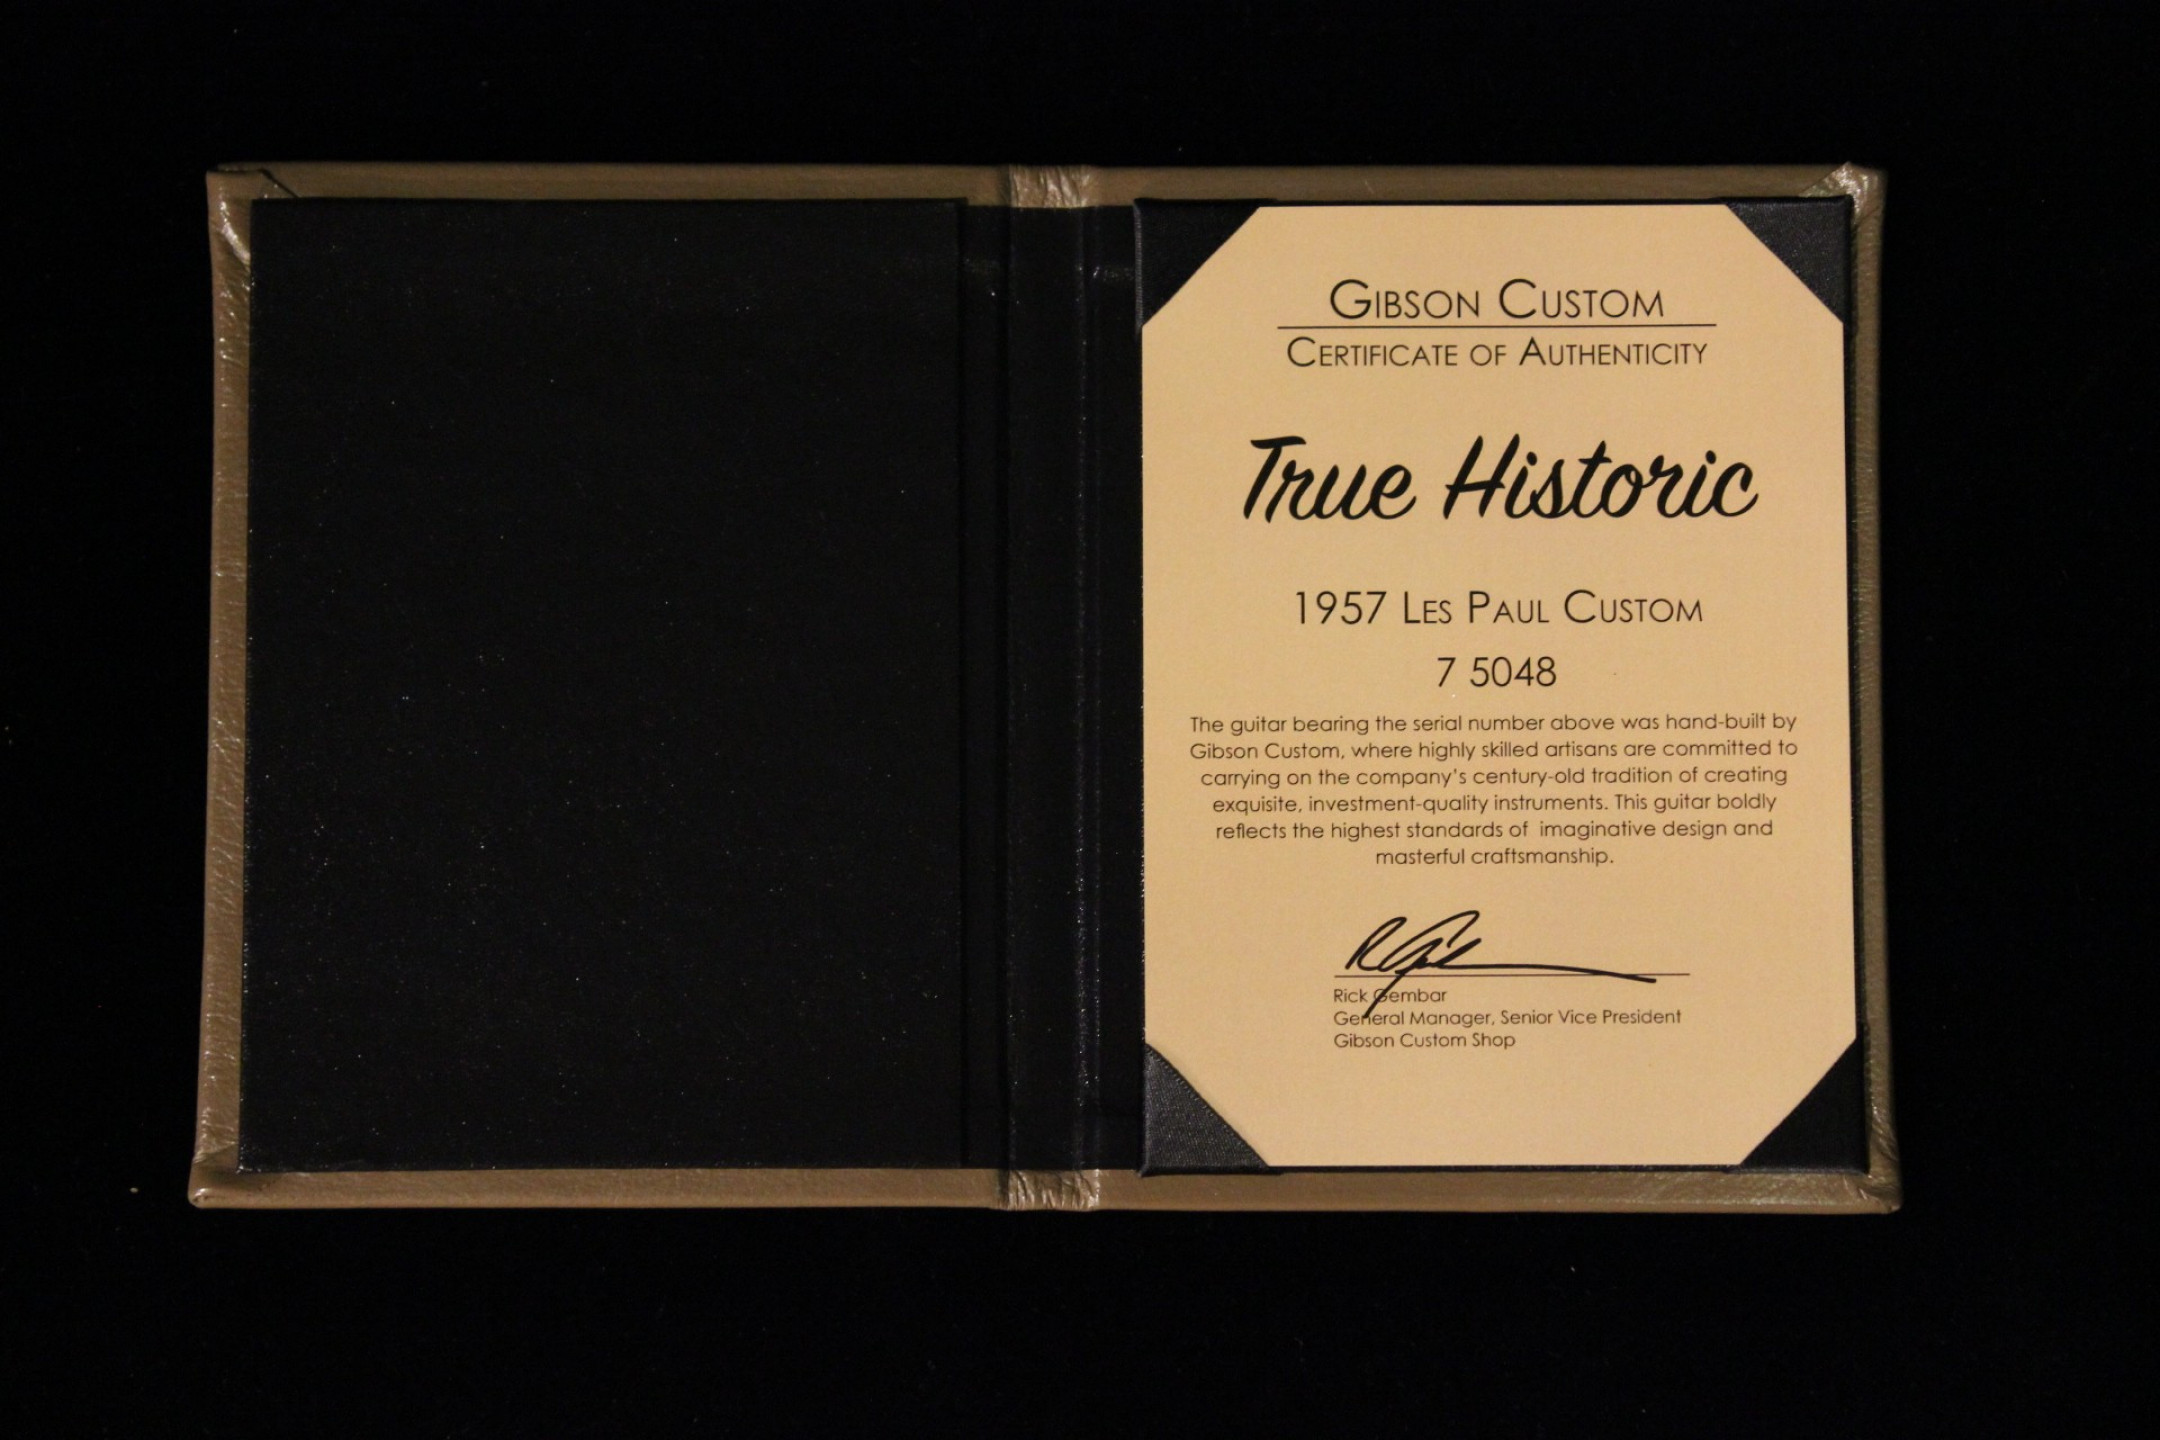 GIBSON CUSTOM
CERTIFICATE OF AUTHENTICITY
True Historic
1957 LES PAUL CUSTOM
7 5048
The guitar bearing the serial number above was hand-built by
Gibson Custom, where highly skilled artisans are committed to
carrying on the company's century-old tradition of creating
exquisite, investment-quality instruments. This guitar boldly
reflects the highest standards of imaginative design and
masterful craftsmanship.
Rick Gembar
General Manager, Senior Vice President
Gibson Custom Shop